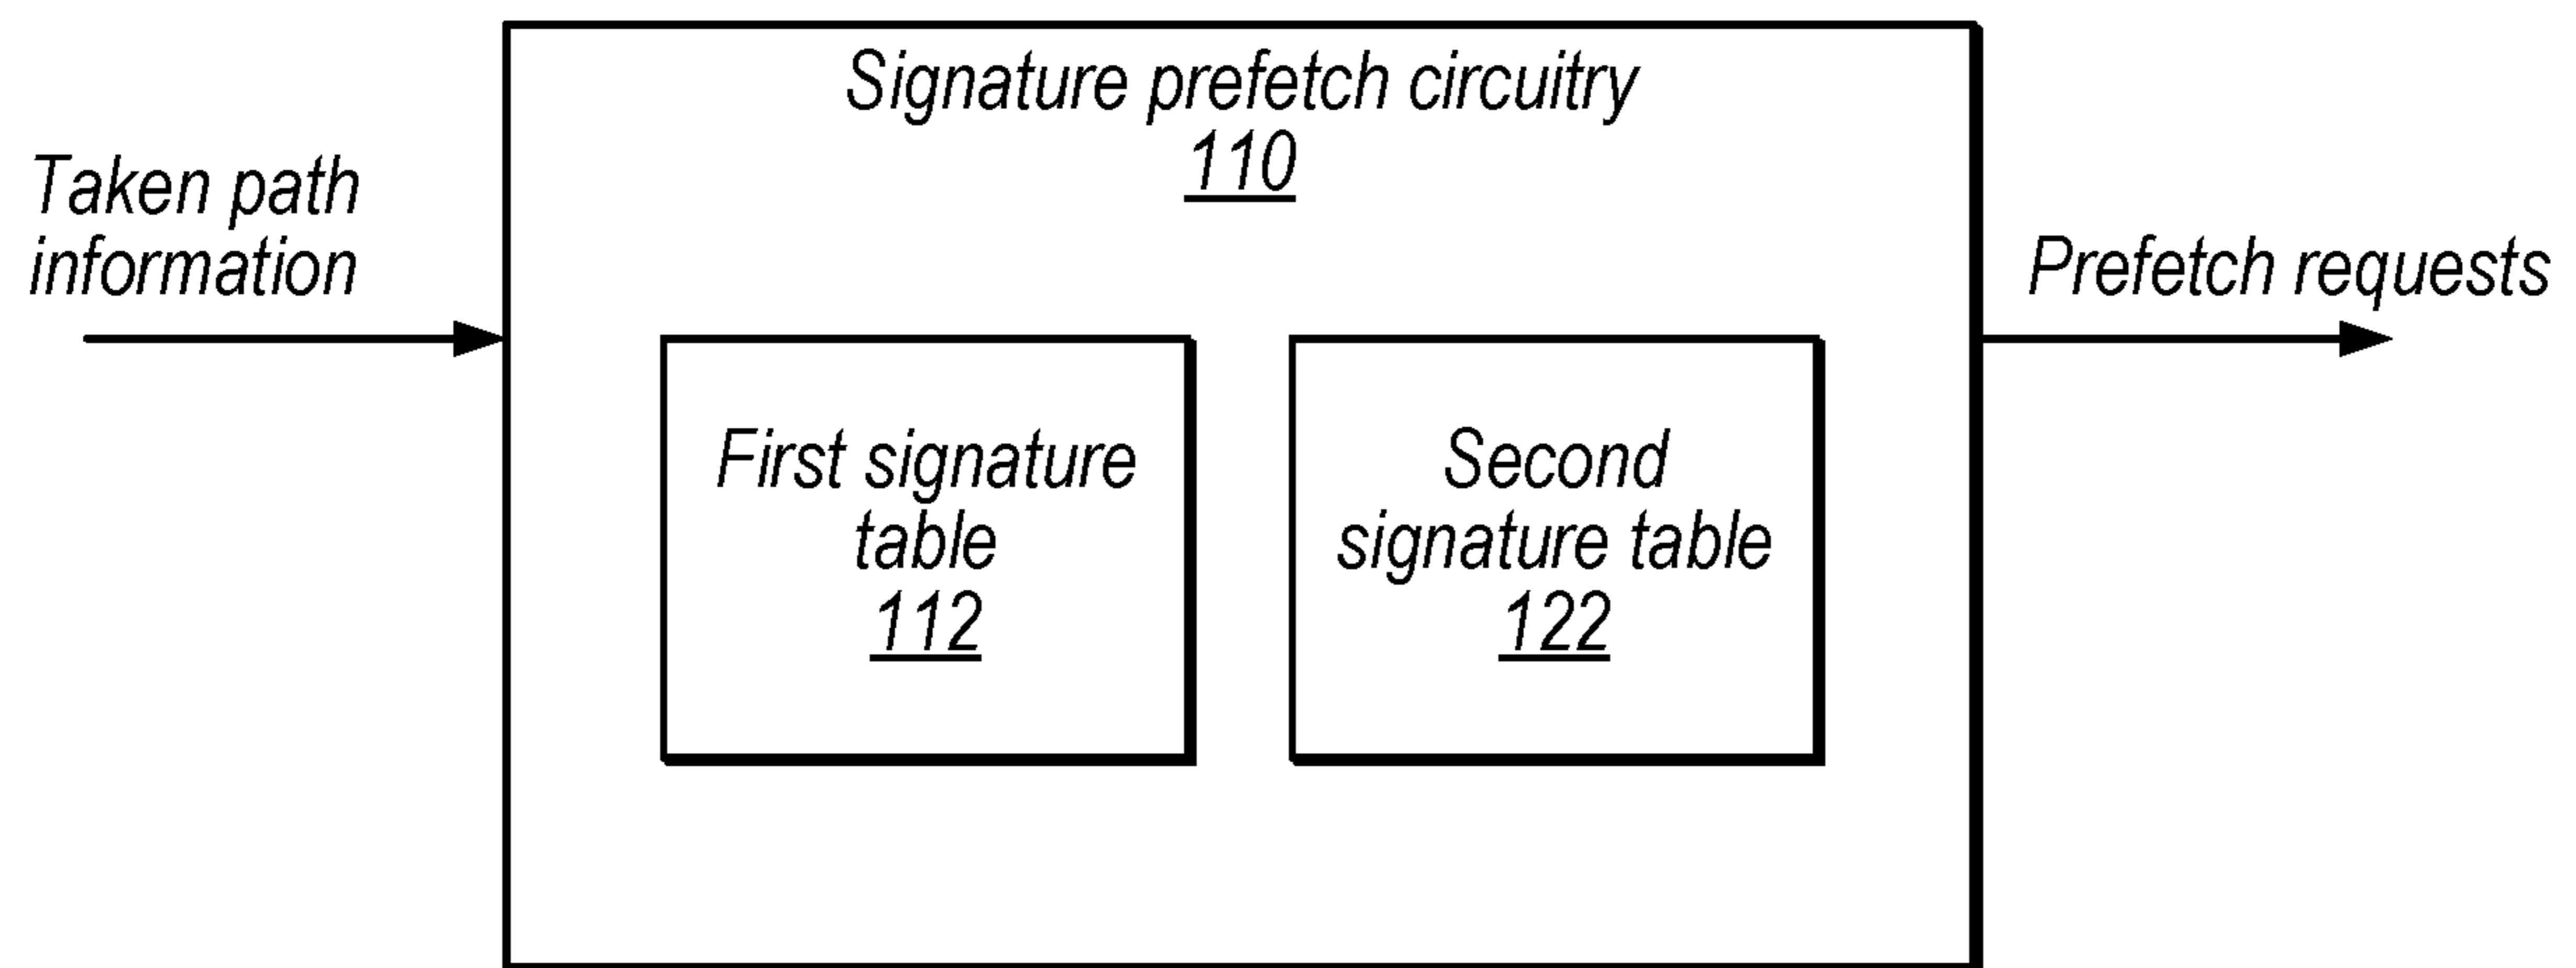 Signature prefetch circuitry
110
Taken path
information
Prefetch requests
First signature
table
112
Second
signature table
122